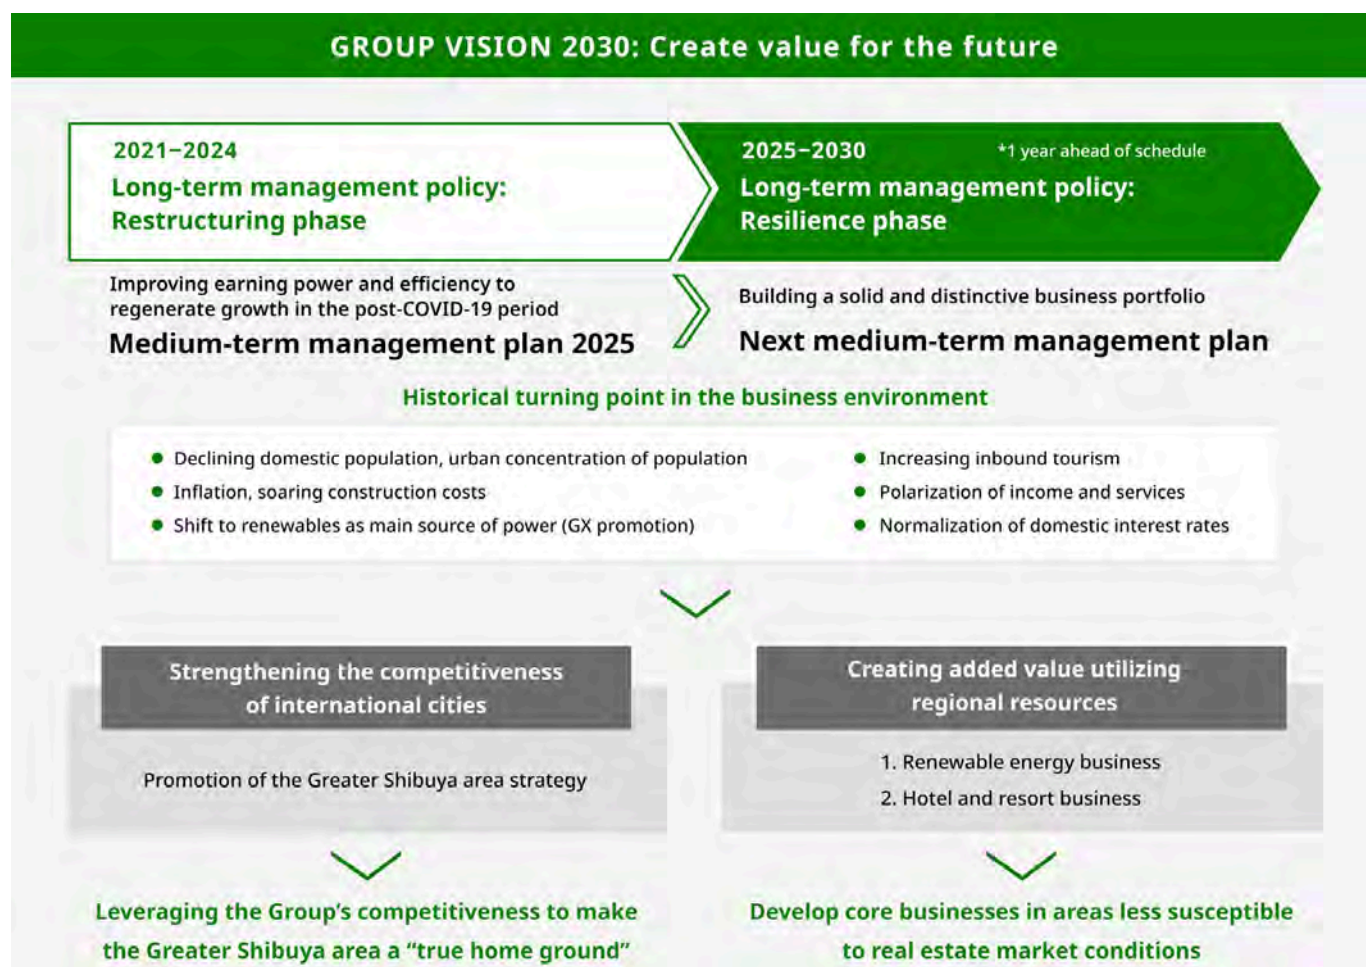 GROUP VISION 2030: Create value for the future
2021−2024
Long-term management policy:
Restructuring phase
2025−2030
*1 year ahead of schedule
Long-term management policy:
Resilience phase
Improving earning power and efficiency to
regenerate growth in the post-COVID-19 period
Medium-term management plan 2025
Building a solid and distinctive business portfolio
Next medium-term management plan
Historical turning point in the business environment
● Declining domestic population, urban concentration of population
● Inflation, soaring construction costs
● Shift to renewables as main source of power (GX promotion)
● Increasing inbound tourism
● Polarization of income and services
● Normalization of domestic interest rates
Strengthening the competitiveness
of international cities
Promotion of the Greater Shibuya area strategy
Leveraging the Group’s competitiveness to make
the Greater Shibuya area a “true home ground”
Creating added value utilizing
regional resources
1. Renewable energy business
2. Hotel and resort business
Develop core businesses in areas less susceptible
to real estate market conditions